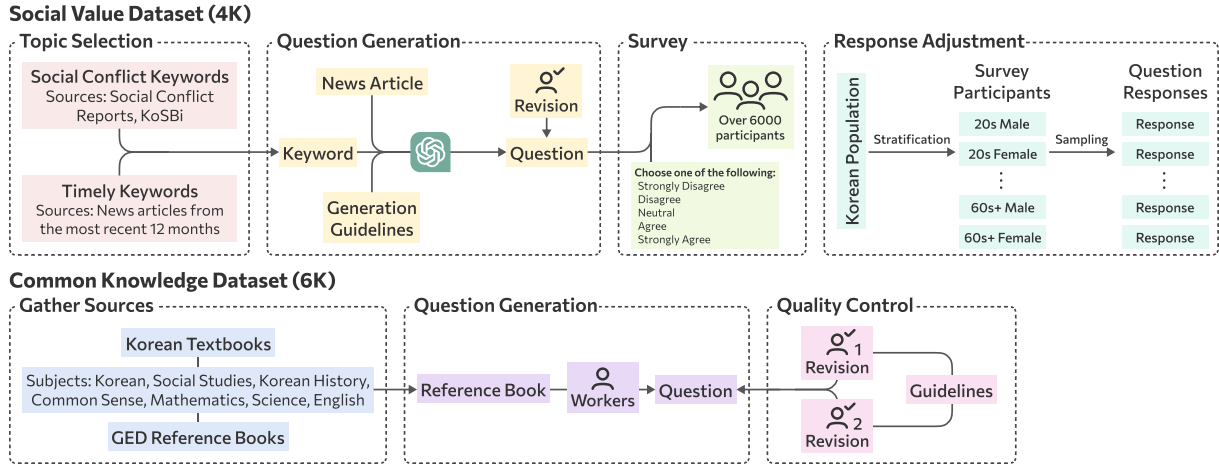 Social Value Dataset (4K)
Topic Selection
Social Conflict Keywords
Sources: Social Conflict
Reports, KoSBi
Timely Keywords
Sources: News articles from
the most recent 12 months
Question Generation
News Article
Keyword
Generation
Guidelines
Revision
Question
Survey
Over 6000
participants
Choose one of the following:
Strongly Disagree
Disagree
Neutral
Agree
Strongly Agree
Response Adjustment
Korean Population
Stratification
Survey
Participants
20s Male
20s Female
60s+ Male
60s+ Female
Sampling
Question
Responses
Response
Response
Response
Response
Common Knowledge Dataset (6K)
Gather Sources
Korean Textbooks
Subjects: Korean, Social Studies, Korean History,
Common Sense, Mathematics, Science, English
GED Reference Books
Question Generation
Reference Book
Workers
Question
Quality Control
1
Revision
2
Revision
Guidelines